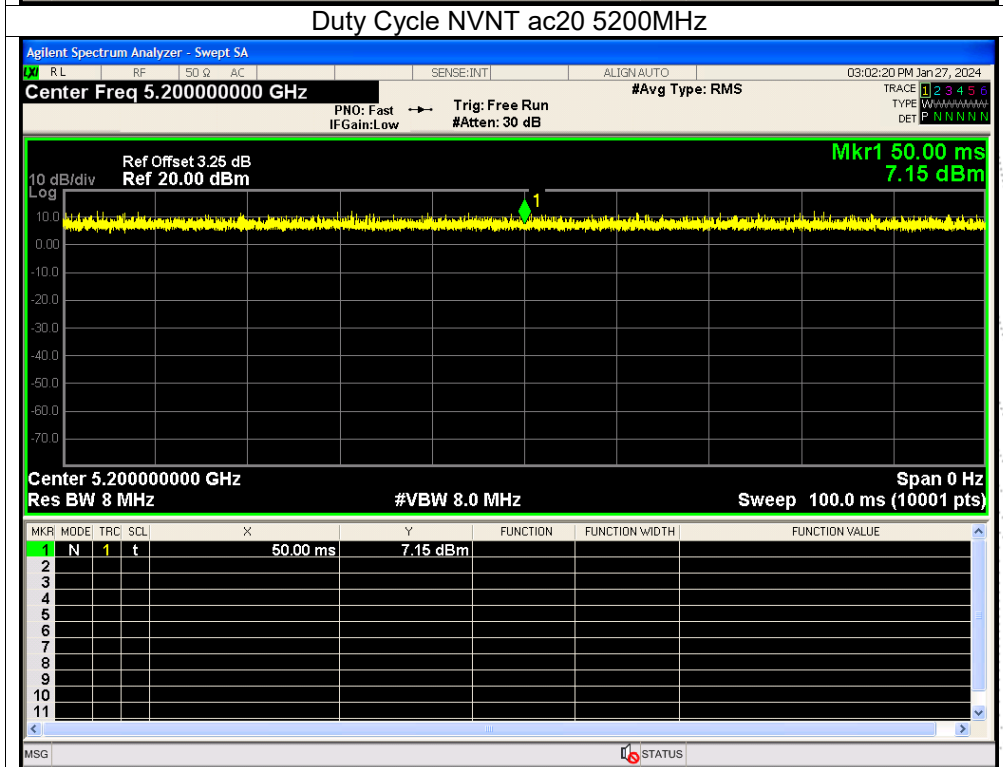 Duty Cycle NVNT ac20 5200MHz
Agilent Spectrum Analyzer - Swept SA
LXI RL RF 50 Ω AC SENSE:INT ALIGN AUTO 03:02:20 PM Jan 27, 2024
Center Freq 5.200000000 GHz #Avg Type: RMS TRACE 1 2 3 4 5 6
PNO: Fast Trig: Free Run TYPE
IFGain:Low #Atten: 30 dB DET P N N N N N
Mkr1 50.00 ms
Ref Offset 3.25 dB
10 dB/div Ref 20.00 dBm 7.15 dBm
Log
1
10.0
0.00
-10.0
-20.0
-30.0
-40.0
-50.0
-60.0
-70.0
Center 5.200000000 GHz Span 0 Hz
Res BW 8 MHz #VBW 8.0 MHz Sweep 100.0 ms (10001 pts)
MKR MODE TRC SCL X Y FUNCTION FUNCTION WIDTH FUNCTION VALUE
1 N 1 t 50.00 ms 7.15 dBm
2
3
4
5
6
7
8
9
10
11
MSG STATUS